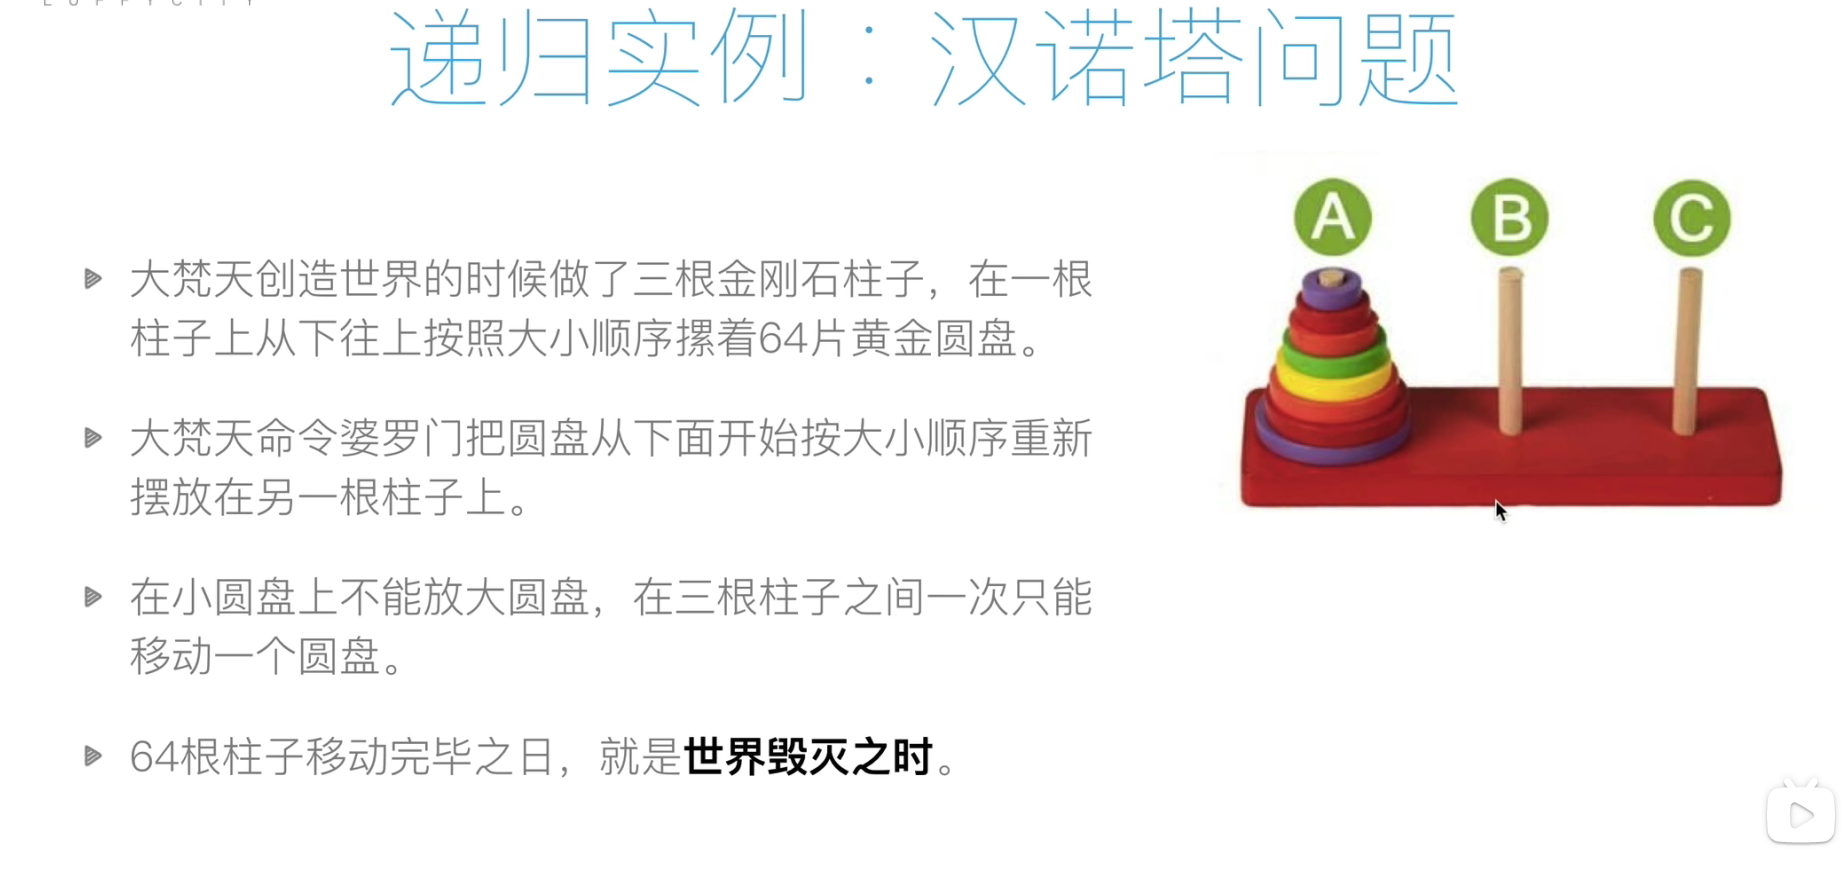 LUFFYCITY
递归实例：汉诺塔问题
A
B
C
大梵天创造世界的时候做了三根金刚石柱子，在一根
柱子上从下往上按照大小顺序摞着64片黄金圆盘。
大梵天命令婆罗门把圆盘从下面开始按大小顺序重新
摆放在另一根柱子上。
在小圆盘上不能放大圆盘，在三根柱子之间一次只能
移动一个圆盘。
64根柱子移动完毕之日，就是世界毁灭之时。